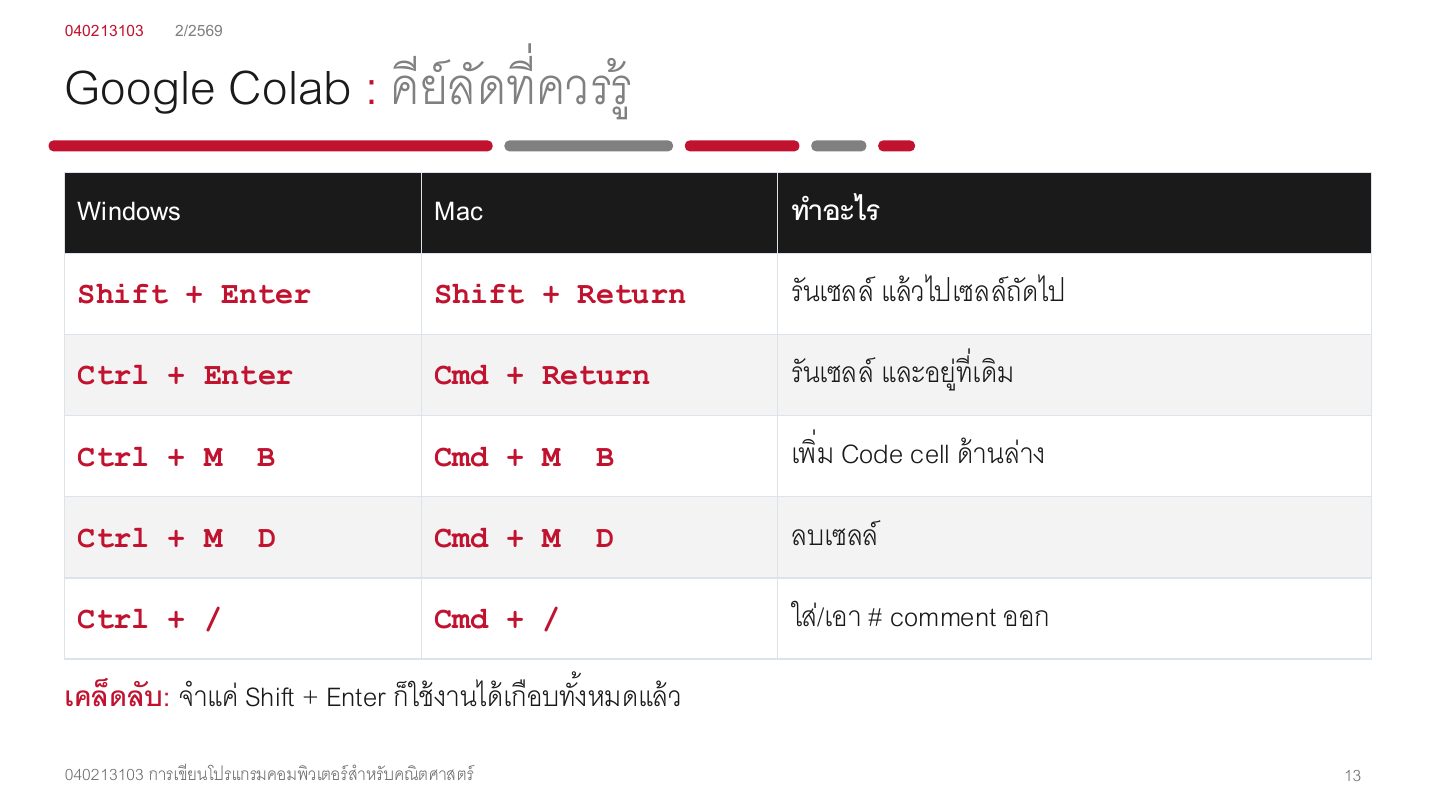 040213103 2/2569
Google Colab : คีย์ลัดที่ควรรู้
Windows Mac ทำอะไร
Shift + Enter Shift + Return รันเซลล์ แล้วไปเซลล์ถัดไป
Ctrl + Enter Cmd + Return รันเซลล์ และอยู่ที่เดิม
Ctrl + M B Cmd + M B เพิ่ม Code cell ด้านล่าง
Ctrl + M D Cmd + M D ลบเซลล์
Ctrl + / Cmd + / ใส่/เอา # comment ออก
เคล็ดลับ: จำแค่ Shift + Enter ก็ใช้งานได้เกือบทั้งหมดแล้ว
040213103 การเขียนโปรแกรมคอมพิวเตอร์สำหรับคณิตศาสตร์ 13